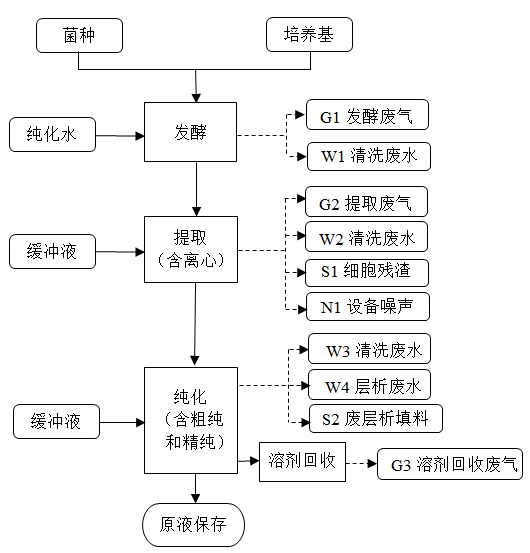 菌种
培养基
纯化水
发酵
G1 发酵废气
W1 清洗废水
缓冲液
提取
（含离心）
G2 提取废气
W2 清洗废水
S1 细胞残渣
N1 设备噪声
缓冲液
纯化
（含粗纯
和精纯）
W3 清洗废水
W4 层析废水
S2 废层析填料
溶剂回收
G3 溶剂回收废气
原液保存